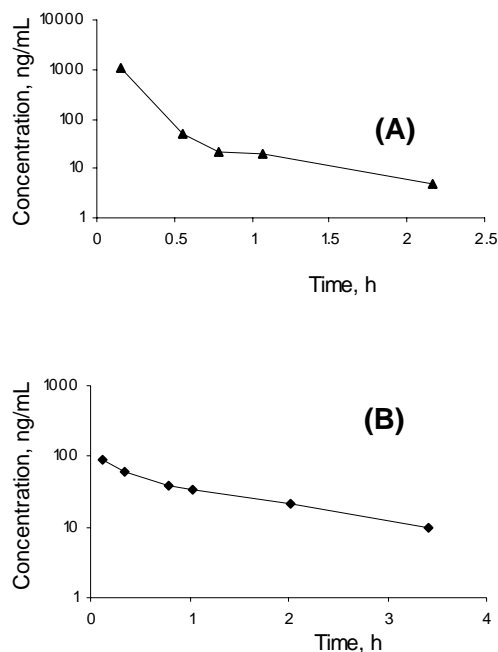 10000
1000
100
10
1
Concentration, ng/mL
(A)
0 0.5 1 1.5 2 2.5
Time, h
1000
100
10
1
Concentration, ng/mL
(B)
0 1 2 3 4
Time, h